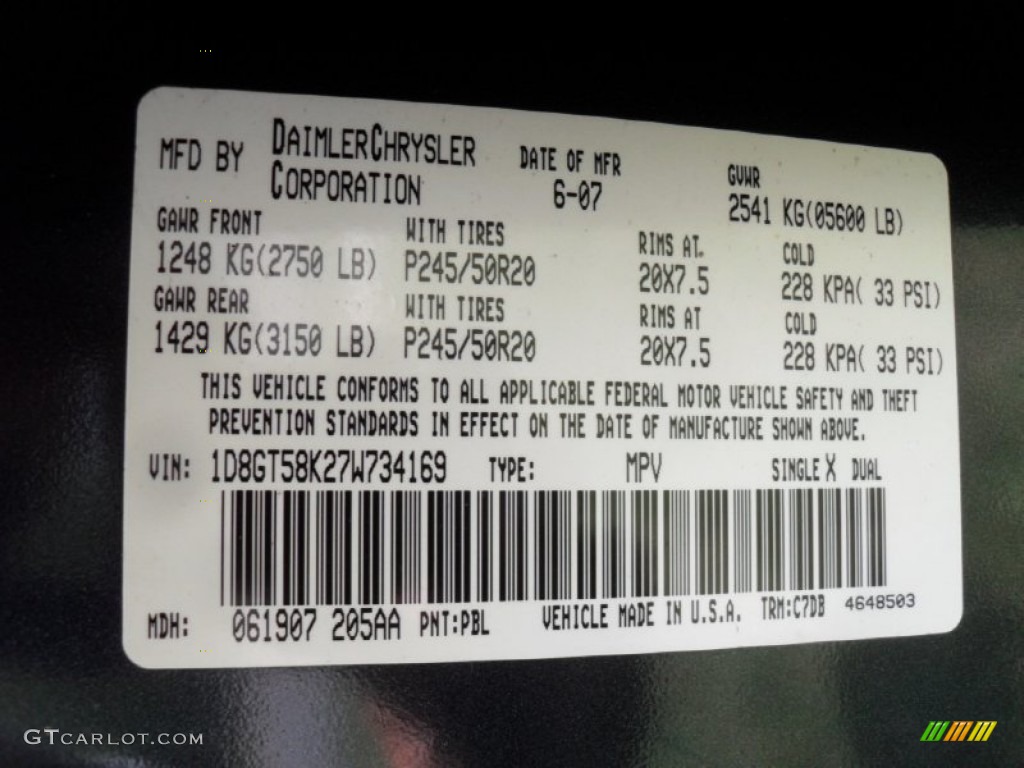 MFD BY DAIMLERCHRYSLER CORPORATION DATE OF MFR 6-07 GVWR 2541 KG(05600 LB)
GAWR FRONT WITH TIRES RIMS AT. COLD
1248 KG(2750 LB) P245/50R20 20X7.5 228 KPA( 33 PSI)
GAWR REAR WITH TIRES RIMS AT COLD
1429 KG(3150 LB) P245/50R20 20X7.5 228 KPA( 33 PSI)
THIS VEHICLE CONFORMS TO ALL APPLICABLE FEDERAL MOTOR VEHICLE SAFETY AND THEFT
PREVENTION STANDARDS IN EFFECT ON THE DATE OF MANUFACTURE SHOWN ABOVE.
VIN: 1D8GT58K27W734169 TYPE: MPV SINGLE X DUAL
MDH: 061907 205AA PNT:PBL VEHICLE MADE IN U.S.A. TRM:C7DB 4648503
GTCARLOT.COM